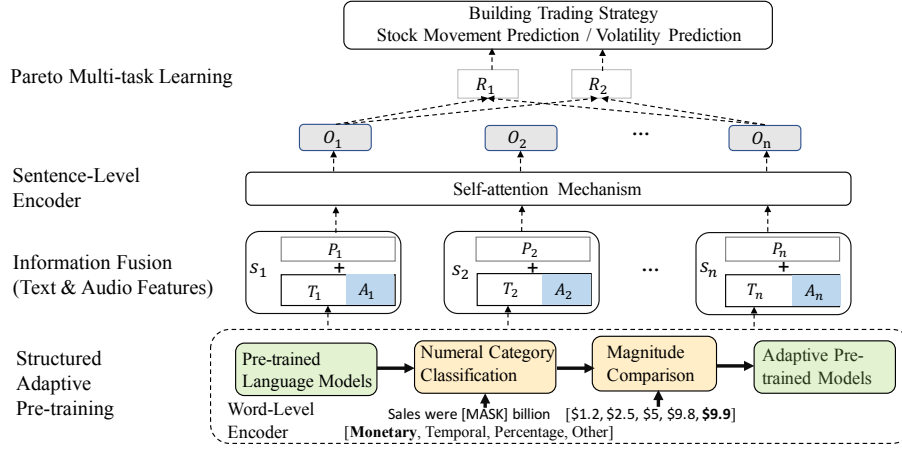 Building Trading Strategy
Stock Movement Prediction / Volatility Prediction
Pareto Multi-task Learning
R1 R2
O1 O2 ... On
Sentence-Level
Encoder
Self-attention Mechanism
Information Fusion
(Text & Audio Features)
s1 P1 + T1 A1
s2 P2 + T2 A2
...
sn Pn + Tn An
Structured
Adaptive
Pre-training
Pre-trained
Language Models
Numeral Category
Classification
Magnitude
Comparison
Adaptive Pre-
trained Models
Word-Level
Encoder
Sales were [MASK] billion
[Monetary, Temporal, Percentage, Other]
[$1.2, $2.5, $5, $9.8, $9.9]